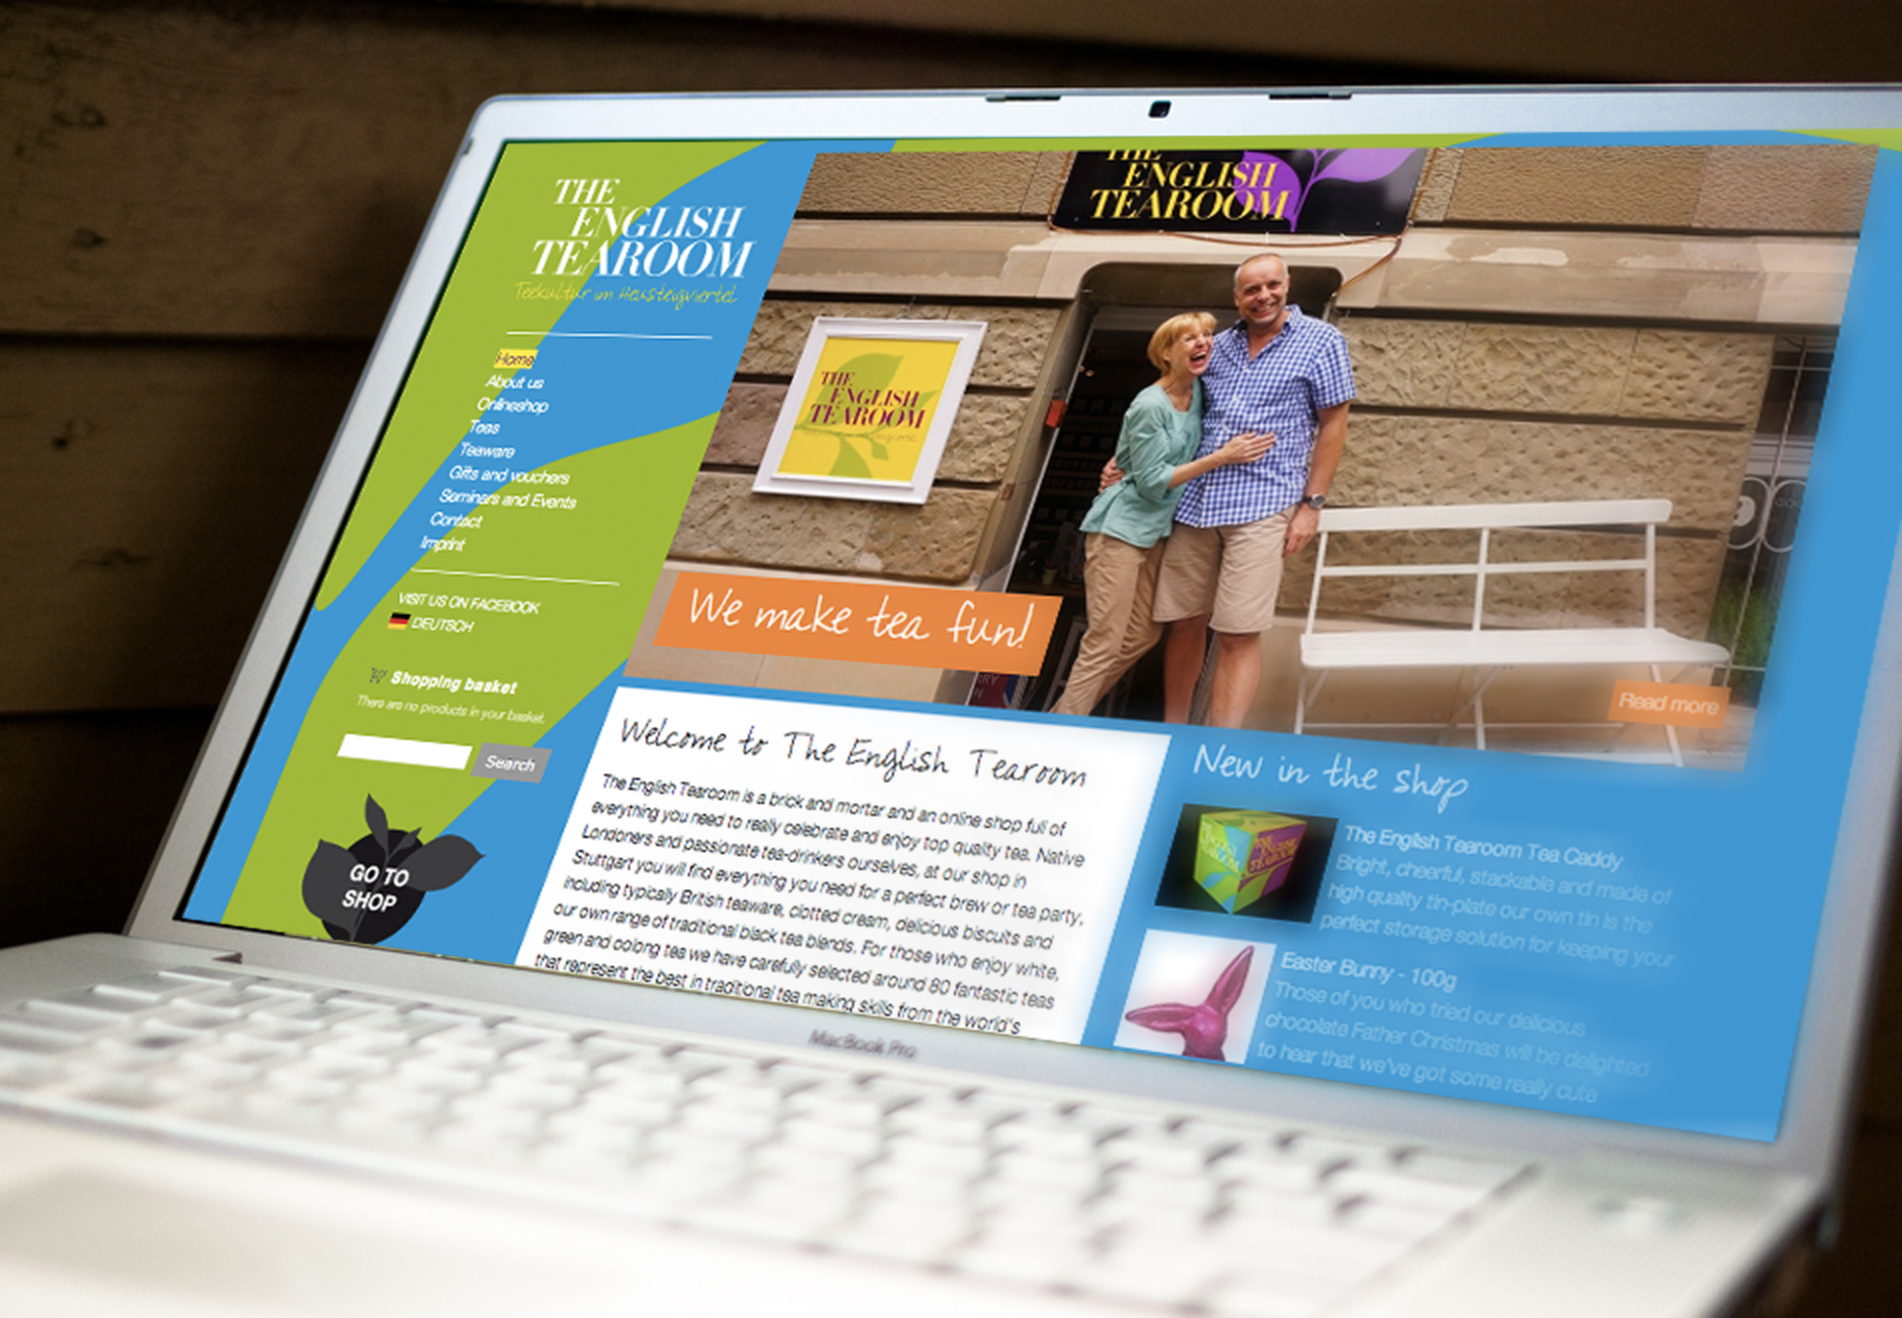 THE
ENGLISH
TEAROOM
Teekultur im Heusteigviertel
Home
About us
Onlineshop
Teas
Teaware
Gifts and vouchers
Seminars and Events
Contact
Imprint
VISIT US ON FACEBOOK
DEUTSCH
Shopping basket
There are no products in your basket.
Search
GO TO
SHOP
THE
ENGLISH
TEAROOM
THE
ENGLISH
TEAROOM
We make tea fun!
Read more
Welcome to The English Tearoom
The English Tearoom is a brick and mortar and an online shop full of
everything you need to really celebrate and enjoy top quality tea. Native
Londoners and passionate tea-drinkers ourselves, at our shop in
Stuttgart you will find everything you need for a perfect brew or tea party,
including typically British teaware, clotted cream, delicious biscuits and
our own range of traditional black tea blends. For those who enjoy white,
green and oolong tea we have carefully selected around 80 fantastic teas
that represent the best in traditional tea making skills from the world's
New in the shop
THE
ENGLISH
TEAROOM
THE
ENGLISH
TEAROOM
The English Tearoom Tea Caddy
Bright, cheerful, stackable and made of
high quality tin-plate our own tin is the
perfect storage solution for keeping your
Easter Bunny - 100g
Those of you who tried our delicious
chocolate Father Christmas will be delighted
to hear that we've got some really cute
MacBook Pro